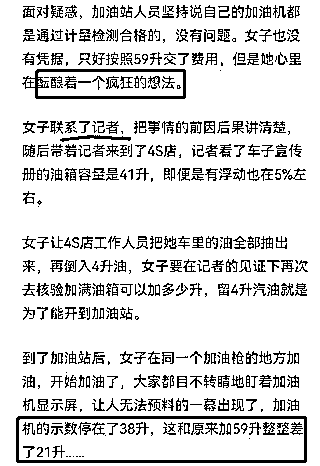 面对疑惑，加油站人员坚持说自己的加油机都
是通过计量检测合格的，没有问题。女子也没
有凭据，只好按照59升交了费用，但是她心里
在酝酿着一个疯狂的想法。
女子联系了记者、把事情的前因后果讲清楚，
随后带着记者来到了4S店，记者看了车子宣传
册的油箱容量是41升，即便是有浮动也在5%左
右。
女子让4S店工作人员把她车里的油全部抽出
来，再倒入4升油，女子要在记者的见证下再次
去核验加满油箱可以加多少升，留4升汽油就是
为了能开到加油站。
到了加油站后，女子在同一个加油枪的地方加
油，开始加油了，大家都目不转睛地盯着加油
机显示屏，让人无法预料的一幕出现了，加油
机的示数停在了38升，这和原来加59升整整差
了21升......